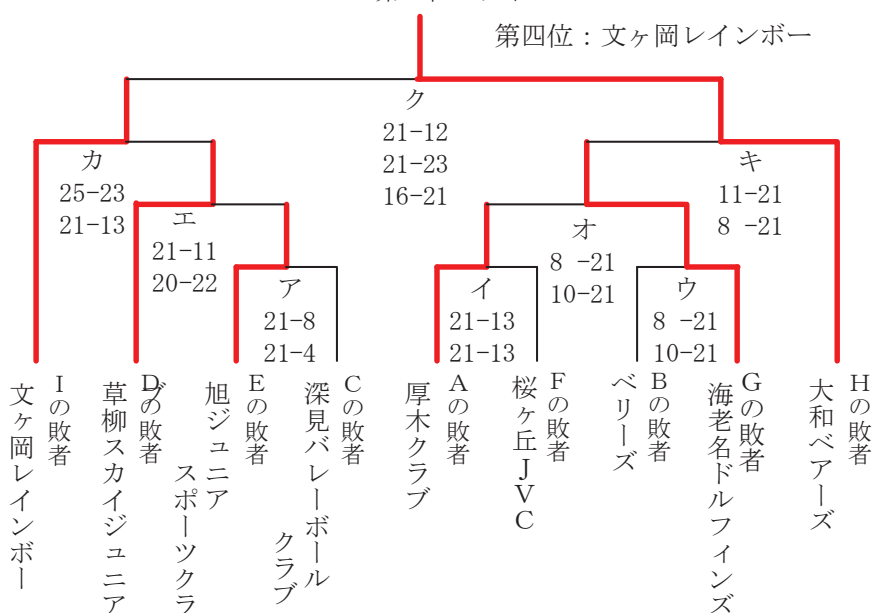 第四位：文ヶ岡レインボー
ク
21-12
21-23
16-21
カ
25-23
21-13
キ
11-21
8 -21
エ
21-11
20-22
オ
8 -21
10-21
ア
21-8
21-4
イ
21-13
21-13
ウ
8 -21
10-21
Iの敗者
文ヶ岡レインボー
Dの敗者
草柳スカイジュニア
Eの敗者
旭ジュニア
スポーツクラブ
Cの敗者
深見バレーボール
クラブ
Aの敗者
厚木クラブ
Fの敗者
桜ヶ丘JVC
Bの敗者
ベリーズ
Gの敗者
海老名ドルフィンズ
Hの敗者
大和ベアーズ